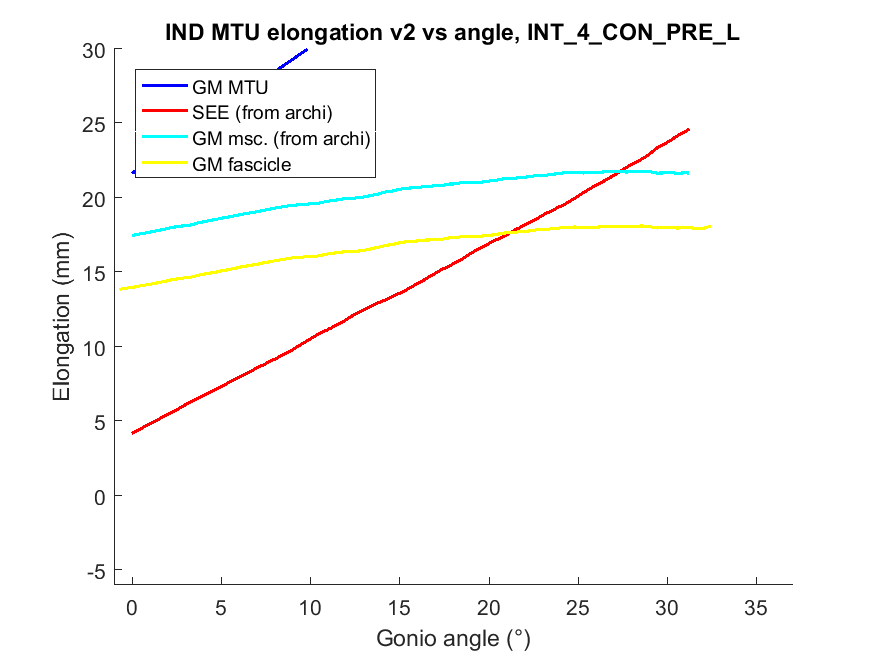 IND MTU elongation v2 vs angle, INT_4_CON_PRE_L
GM MTU
SEE (from archi)
GM msc. (from archi)
GM fascicle
Elongation (mm)
30
25
20
15
10
5
0
-5
0 5 10 15 20 25 30 35
Gonio angle (°)